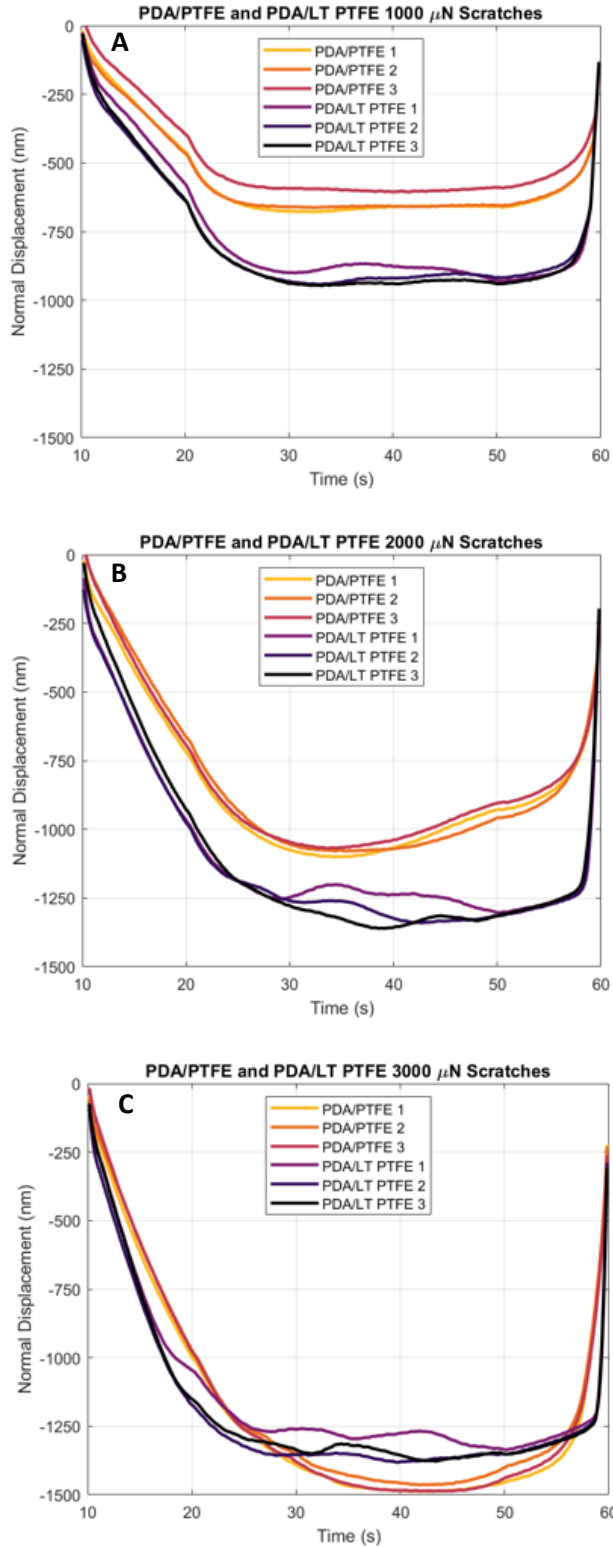 PDA/PTFE and PDA/LT PTFE 1000 μN Scratches
A
PDA/PTFE 1
PDA/PTFE 2
PDA/PTFE 3
PDA/LT PTFE 1
PDA/LT PTFE 2
PDA/LT PTFE 3
Normal Displacement (nm)
0
-250
-500
-750
-1000
-1250
-1500
10 20 30 40 50 60
Time (s)
PDA/PTFE and PDA/LT PTFE 2000 μN Scratches
B
PDA/PTFE 1
PDA/PTFE 2
PDA/PTFE 3
PDA/LT PTFE 1
PDA/LT PTFE 2
PDA/LT PTFE 3
Normal Displacement (nm)
0
-250
-500
-750
-1000
-1250
-1500
10 20 30 40 50 60
Time (s)
PDA/PTFE and PDA/LT PTFE 3000 μN Scratches
C
PDA/PTFE 1
PDA/PTFE 2
PDA/PTFE 3
PDA/LT PTFE 1
PDA/LT PTFE 2
PDA/LT PTFE 3
Normal Displacement (nm)
0
-250
-500
-750
-1000
-1250
-1500
10 20 30 40 50 60
Time (s)